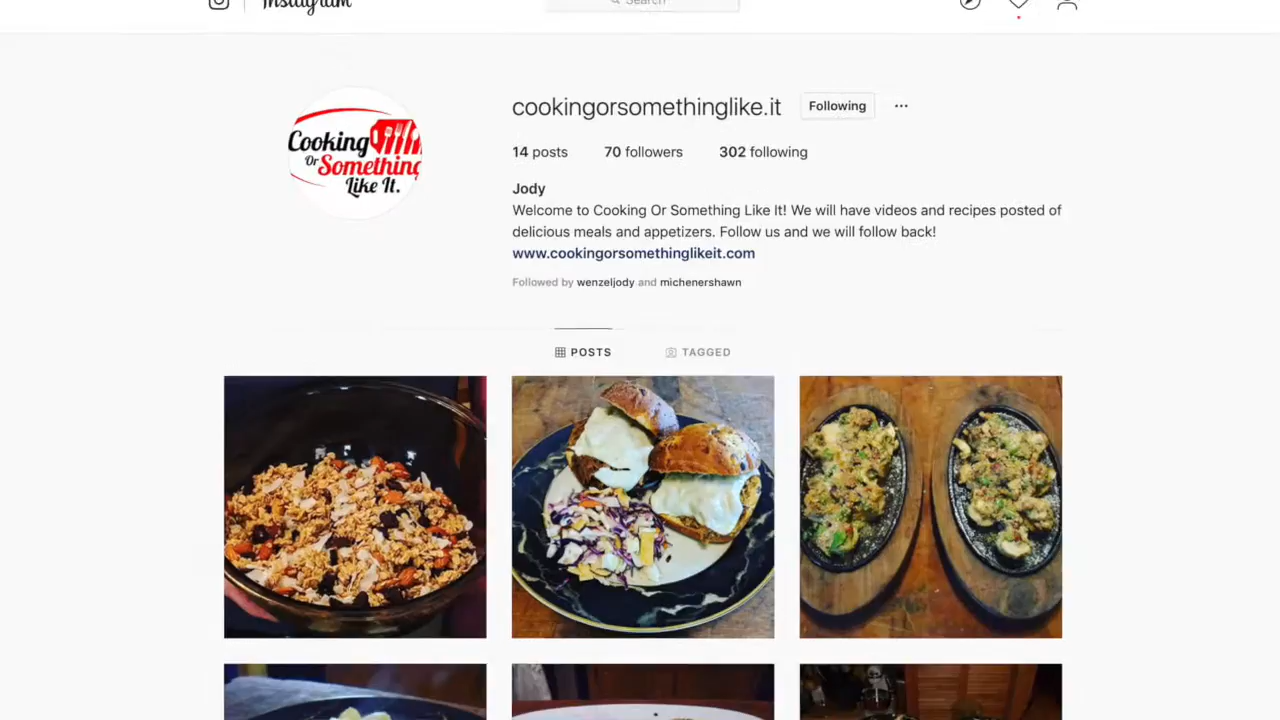 Instagram
Search
cookingorsomethinglike.it Following
14 posts 70 followers 302 following
Cooking
Or Something
Like It.
Jody
Welcome to Cooking Or Something Like It! We will have videos and recipes posted of
delicious meals and appetizers. Follow us and we will follow back!
www.cookingorsomethinglikeit.com
Followed by wenzeljody and michenershawn
POSTS TAGGED